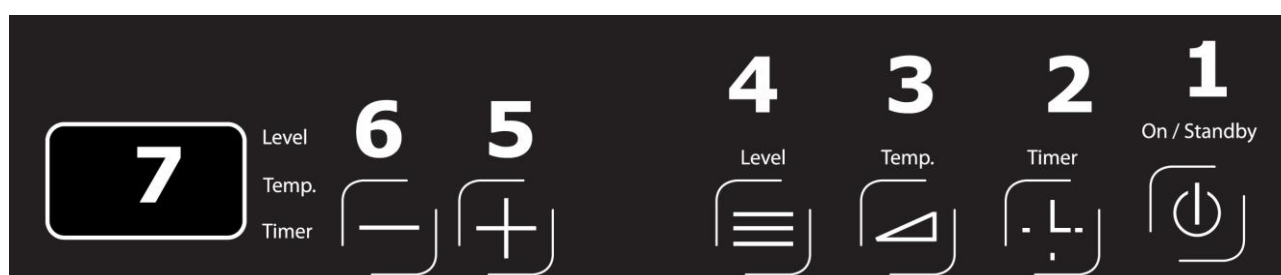 7
Level
Temp.
Timer
6
5
4
Level
3
Temp.
2
Timer
1
On / Standby